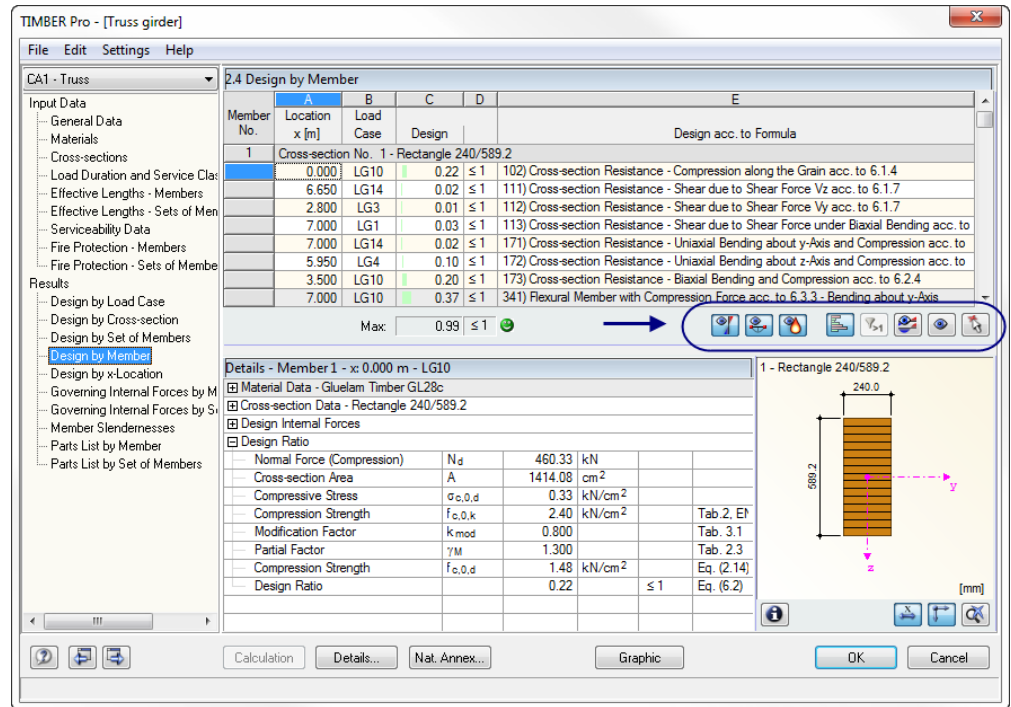 TIMBER Pro - [Truss girder]
File Edit Settings Help
CA1 - Truss
Input Data
General Data
Materials
Cross-sections
Load Duration and Service Clas
Effective Lengths - Members
Effective Lengths - Sets of Men
Serviceability Data
Fire Protection - Members
Fire Protection - Sets of Membe
Results
Design by Load Case
Design by Cross-section
Design by Set of Members
Design by Member
Design by x-Location
Governing Internal Forces by M
Governing Internal Forces by S
Member Slendernesses
Parts List by Member
Parts List by Set of Members
2.4 Design by Member
A B C D E
Member Location Load
No. x [m] Case Design Design acc. to Formula
1 Cross-section No. 1 - Rectangle 240/589.2
0.000 LG10 0.22 ≤ 1 102) Cross-section Resistance - Compression along the Grain acc. to 6.1.4
6.650 LG14 0.02 ≤ 1 111) Cross-section Resistance - Shear due to Shear Force Vz acc. to 6.1.7
2.800 LG3 0.01 ≤ 1 112) Cross-section Resistance - Shear due to Shear Force Vy acc. to 6.1.7
7.000 LG1 0.03 ≤ 1 113) Cross-section Resistance - Shear due to Shear Force under Biaxial Bending acc. to
7.000 LG14 0.02 ≤ 1 171) Cross-section Resistance - Uniaxial Bending about y-Axis and Compression acc. to
5.950 LG4 0.10 ≤ 1 172) Cross-section Resistance - Uniaxial Bending about z-Axis and Compression acc. to
3.500 LG10 0.20 ≤ 1 173) Cross-section Resistance - Biaxial Bending and Compression acc. to 6.2.4
7.000 LG10 0.37 ≤ 1 341) Flexural Member with Compression Force acc. to 6.3.3 - Bending about y-Axis
Max: 0.99 ≤ 1
Details - Member 1 - x: 0.000 m - LG10
Material Data - Gluelam Timber GL28c
Cross-section Data - Rectangle 240/589.2
Design Internal Forces
Design Ratio
Normal Force (Compression) Nd 460.33 kN
Cross-section Area A 1414.08 cm2
Compressive Stress σc,0,d 0.33 kN/cm2
Compression Strength fc,0,k 2.40 kN/cm2 Tab.2, EN
Modification Factor kmod 0.800 Tab. 3.1
Partial Factor γM 1.300 Tab. 2.3
Compression Strength fc,0,d 1.48 kN/cm2 Eq. (2.14)
Design Ratio 0.22 ≤ 1 Eq. (6.2)
1 - Rectangle 240/589.2
240.0
589.2
y
z
[mm]
Calculation Details... Nat. Annex... Graphic OK Cancel